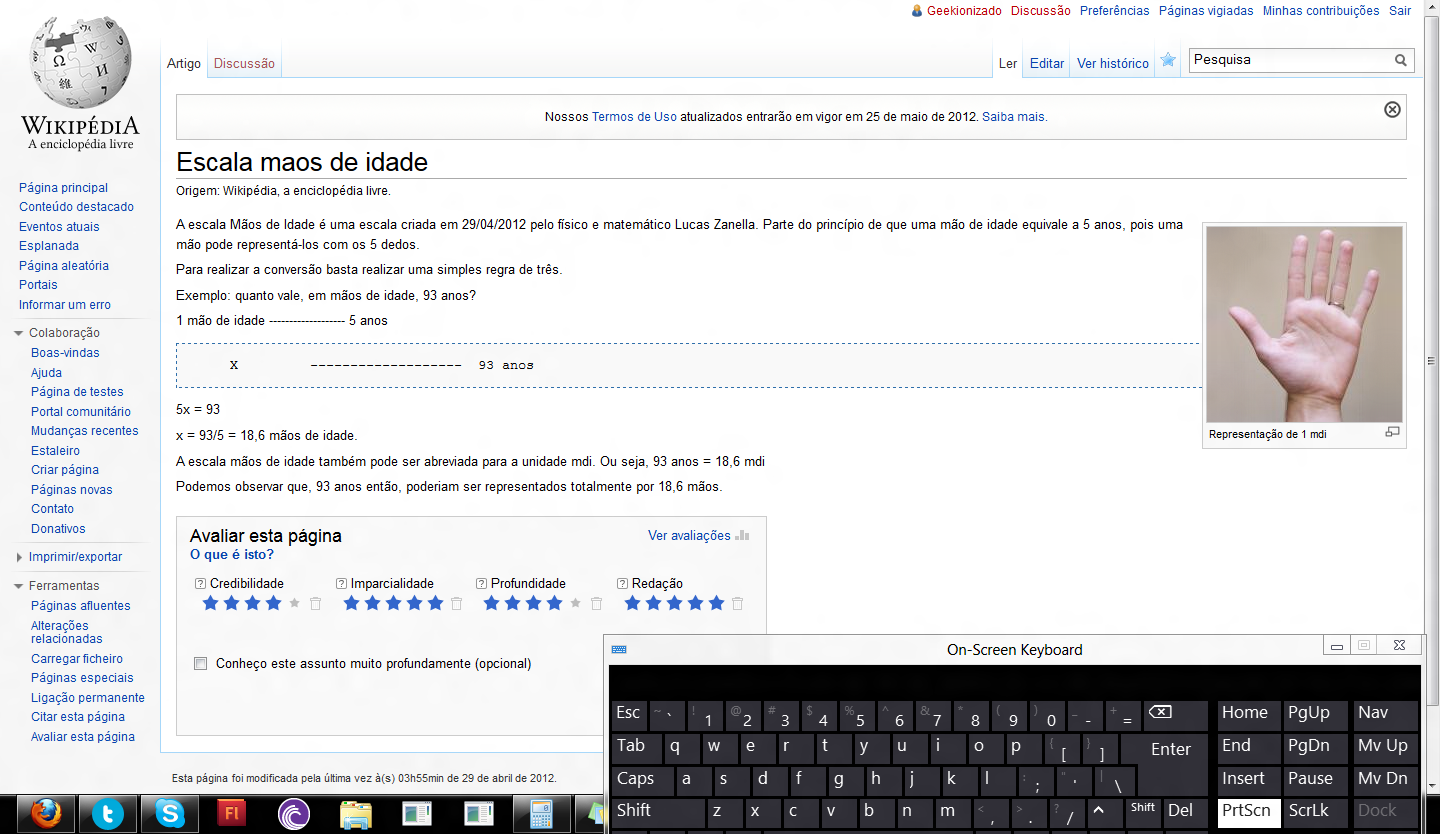 Geekionizado Discussão Preferências Páginas vigiadas Minhas contribuições Sair
WIKIPÉDIA
A enciclopédia livre
Artigo Discussão Ler Editar Ver histórico Pesquisa
Nossos Termos de Uso atualizados entrarão em vigor em 25 de maio de 2012. Saiba mais.
Página principal
Conteúdo destacado
Eventos atuais
Esplanada
Página aleatória
Portais
Informar um erro
Colaboração
Boas-vindas
Ajuda
Página de testes
Portal comunitário
Mudanças recentes
Estaleiro
Criar página
Páginas novas
Contato
Donativos
Imprimir/exportar
Ferramentas
Páginas afluentes
Alterações
relacionadas
Carregar ficheiro
Páginas especiais
Ligação permanente
Citar esta página
Avaliar esta página
Escala maos de idade
Origem: Wikipédia, a enciclopédia livre.
A escala Mãos de Idade é uma escala criada em 29/04/2012 pelo físico e matemático Lucas Zanella. Parte do princípio de que uma mão de idade equivale a 5 anos, pois uma
mão pode representá-los com os 5 dedos.
Para realizar a conversão basta realizar uma simples regra de três.
Exemplo: quanto vale, em mãos de idade, 93 anos?
1 mão de idade ------------------- 5 anos
X ------------------- 93 anos
5x = 93
x = 93/5 = 18,6 mãos de idade.
A escala mãos de idade também pode ser abreviada para a unidade mdi. Ou seja, 93 anos = 18,6 mdi
Podemos observar que, 93 anos então, poderiam ser representados totalmente por 18,6 mãos.
Representação de 1 mdi
Avaliar esta página Ver avaliações
O que é isto?
? Credibilidade ? Imparcialidade ? Profundidade ? Redação
Conheço este assunto muito profundamente (opcional)
Esta página foi modificada pela última vez à(s) 03h55min de 29 de abril de 2012.
On-Screen Keyboard
Esc ~ ` ! 1 @ 2 # 3 $ 4 % 5 ^ 6 & 7 * 8 ( 9 ) 0 _ - + = Home PgUp Nav
Tab q w e r t y u i o p { [ } ] Enter End PgDn Mv Up
Caps a s d f g h j k l : ; " ' | \ Insert Pause Mv Dn
Shift z x c v b n m < , > . ? / Shift Del PrtScn ScrLk Dock